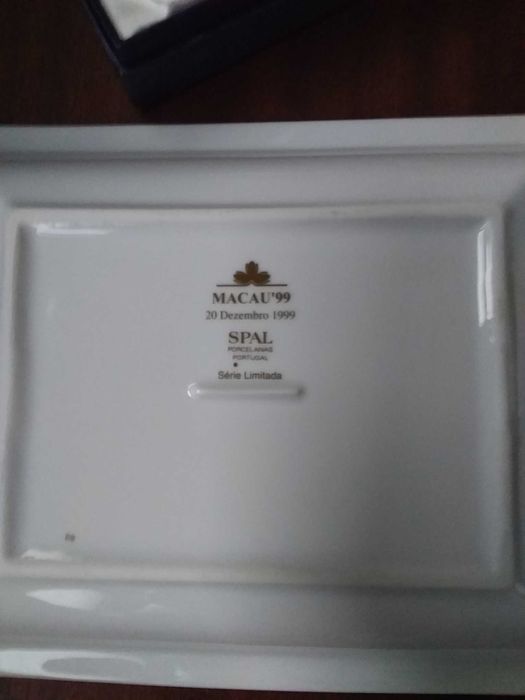 MACAU'99
20 Dezembro 1999
SPAL
PORCELANAS
PORTUGAL
Série Limitada